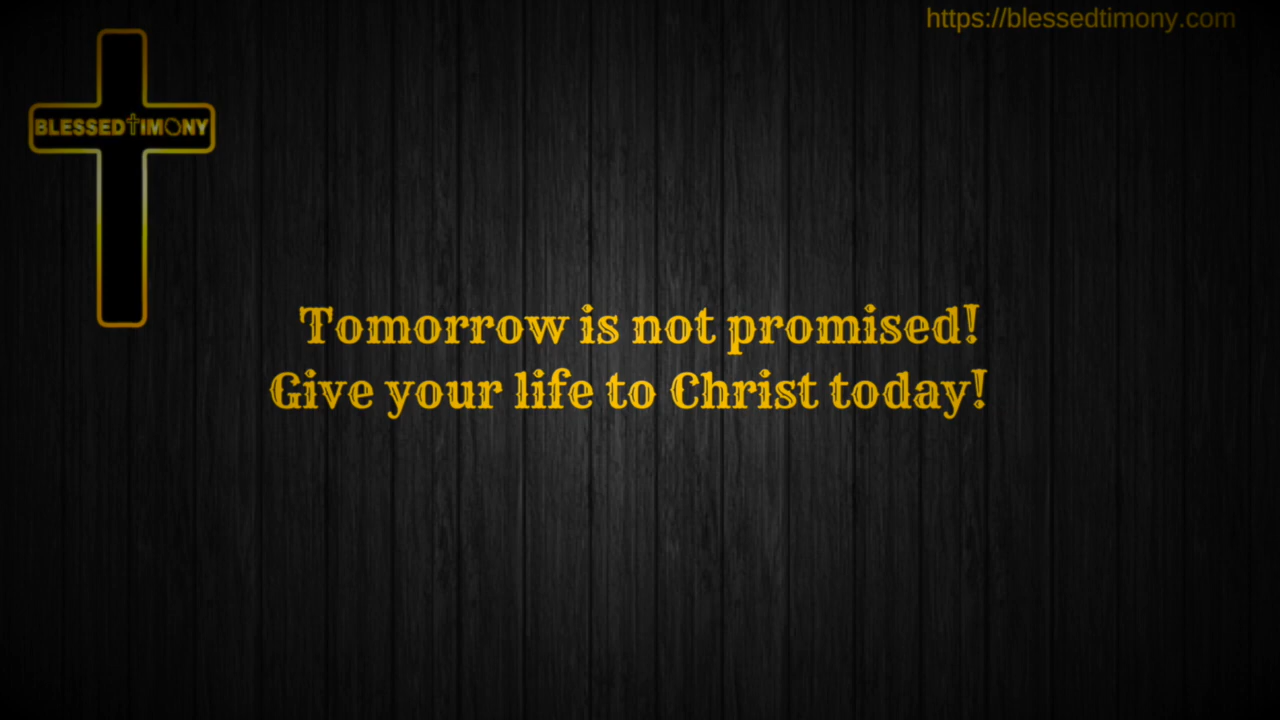 https://blessedtimony.com
BLESSEDTIMONY
Tomorrow is not promised!
Give your life to Christ today!